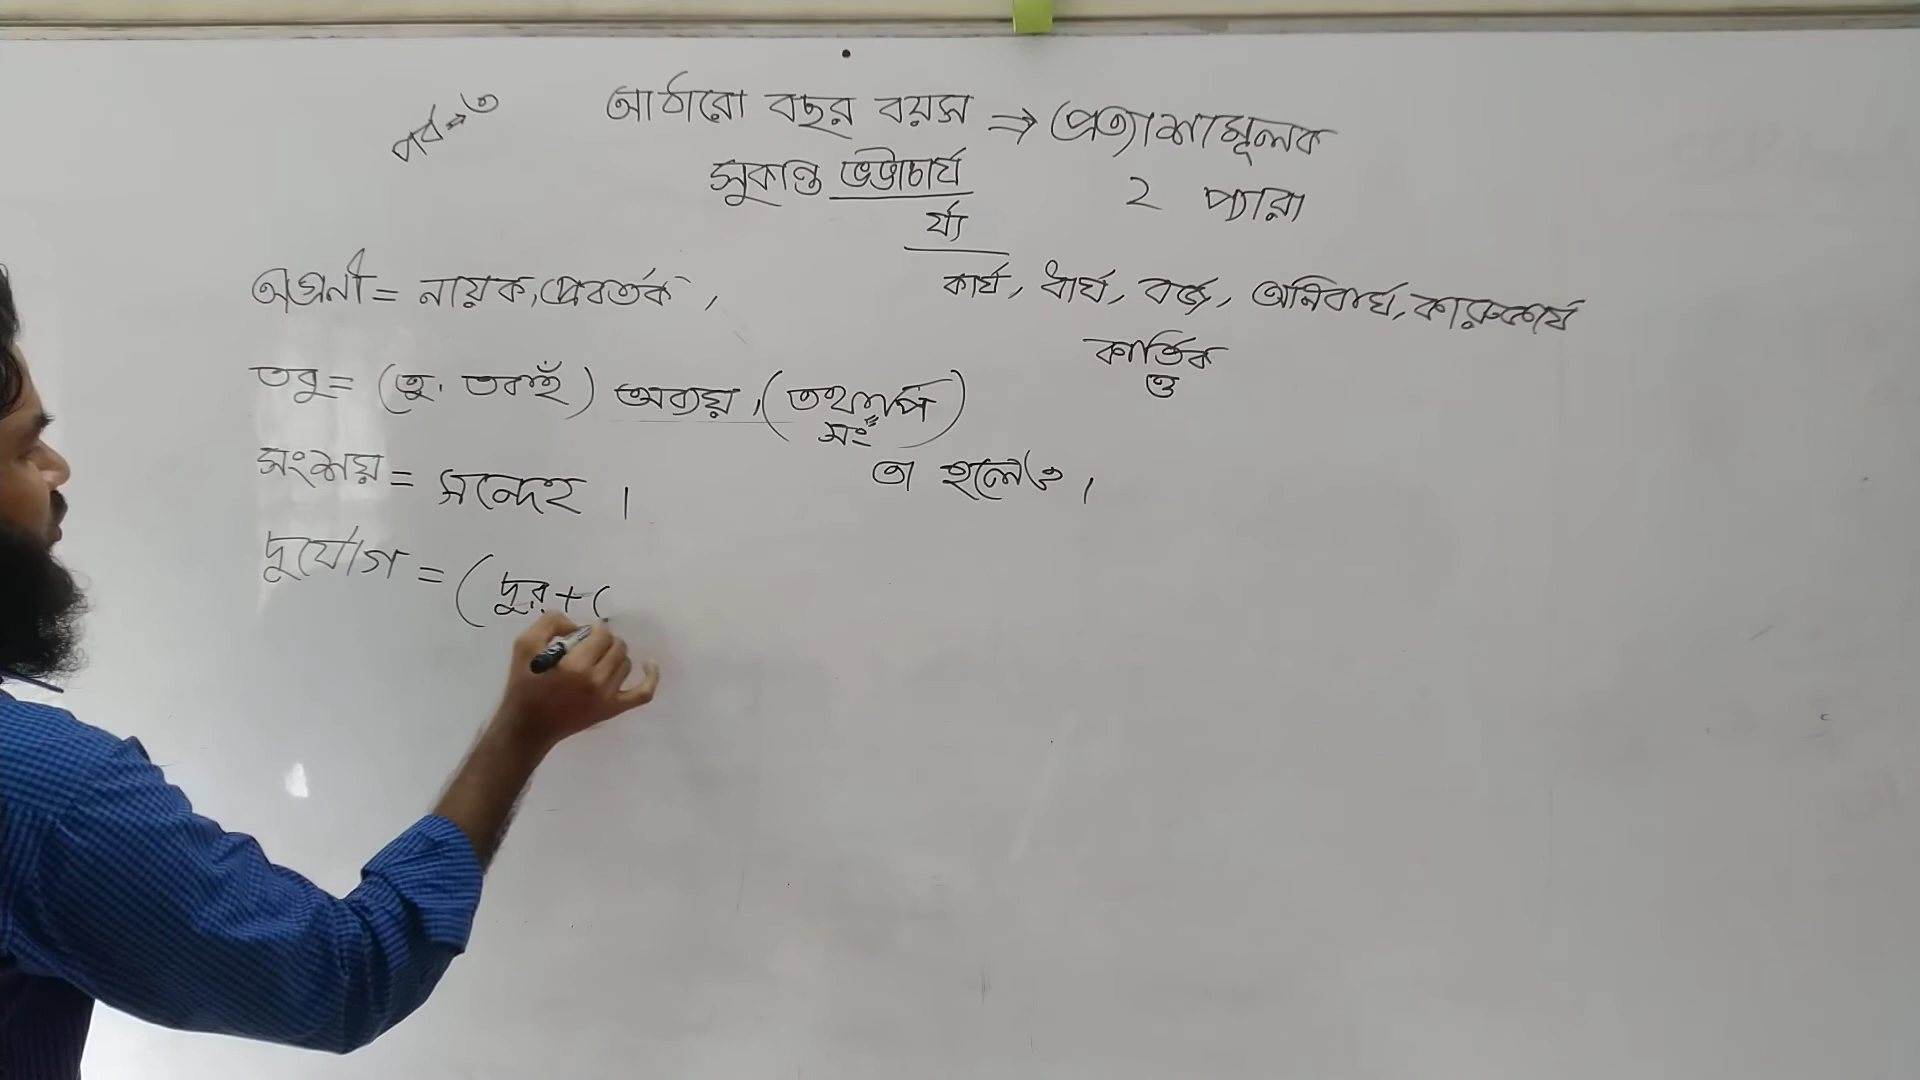 পর্ব⇒৩
আঠারো বছর বয়স ⇒ প্রত্যাশামূলক
সুকান্ত ভট্টাচার্য ২ প্যারা
র্য্য
কার্য, ধার্য, বর্জ্য, অনিবার্য, কারুকার্য
কার্তিক
ত্ত
অগ্রণী = নায়ক, প্রবর্তক,
তবু = (তু. তবহুঁ) অব্যয়, (তথাপি)
সং
তা হলেও,
সংশয় = সন্দেহ ।
দুর্যোগ = (দুর্+